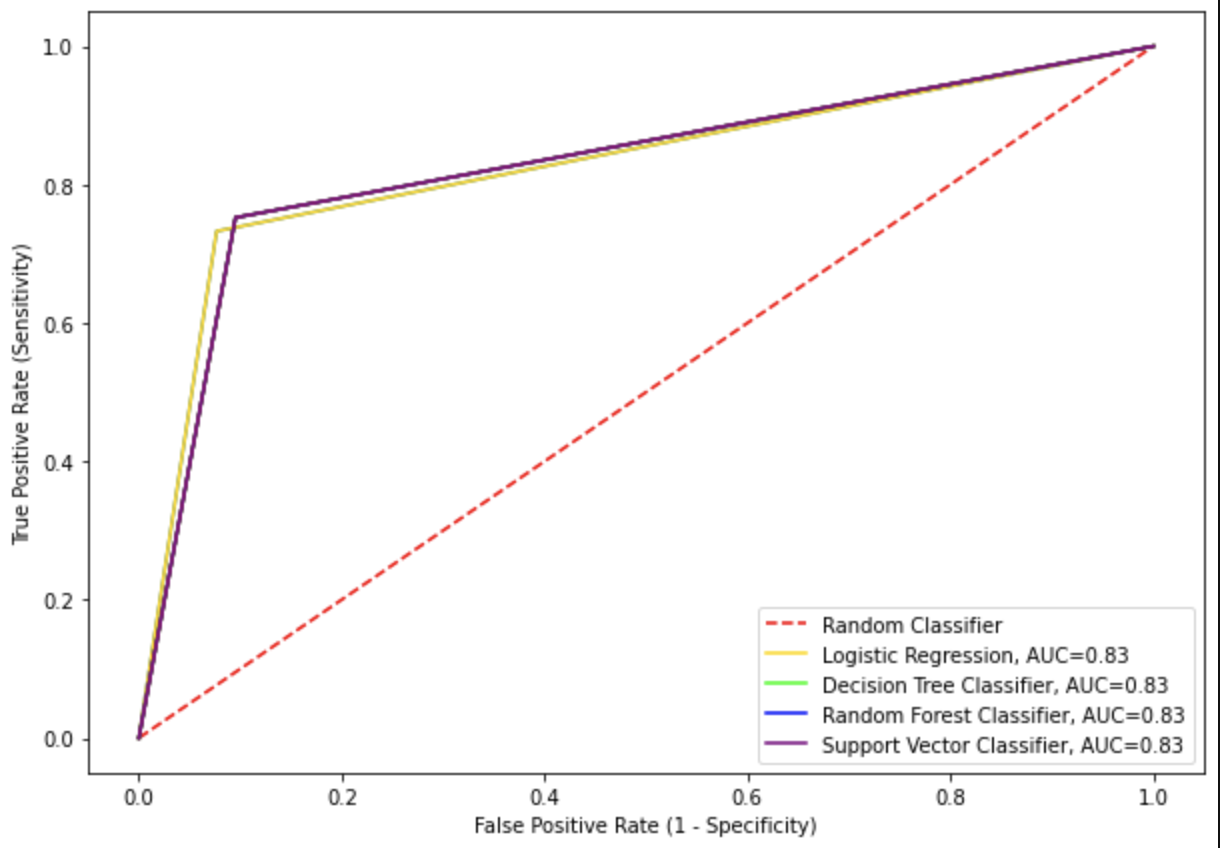 1.0
0.8
0.6
0.4
0.2
0.0
True Positive Rate (Sensitivity)
0.0 0.2 0.4 0.6 0.8 1.0
False Positive Rate (1 - Specificity)
Random Classifier
Logistic Regression, AUC=0.83
Decision Tree Classifier, AUC=0.83
Random Forest Classifier, AUC=0.83
Support Vector Classifier, AUC=0.83